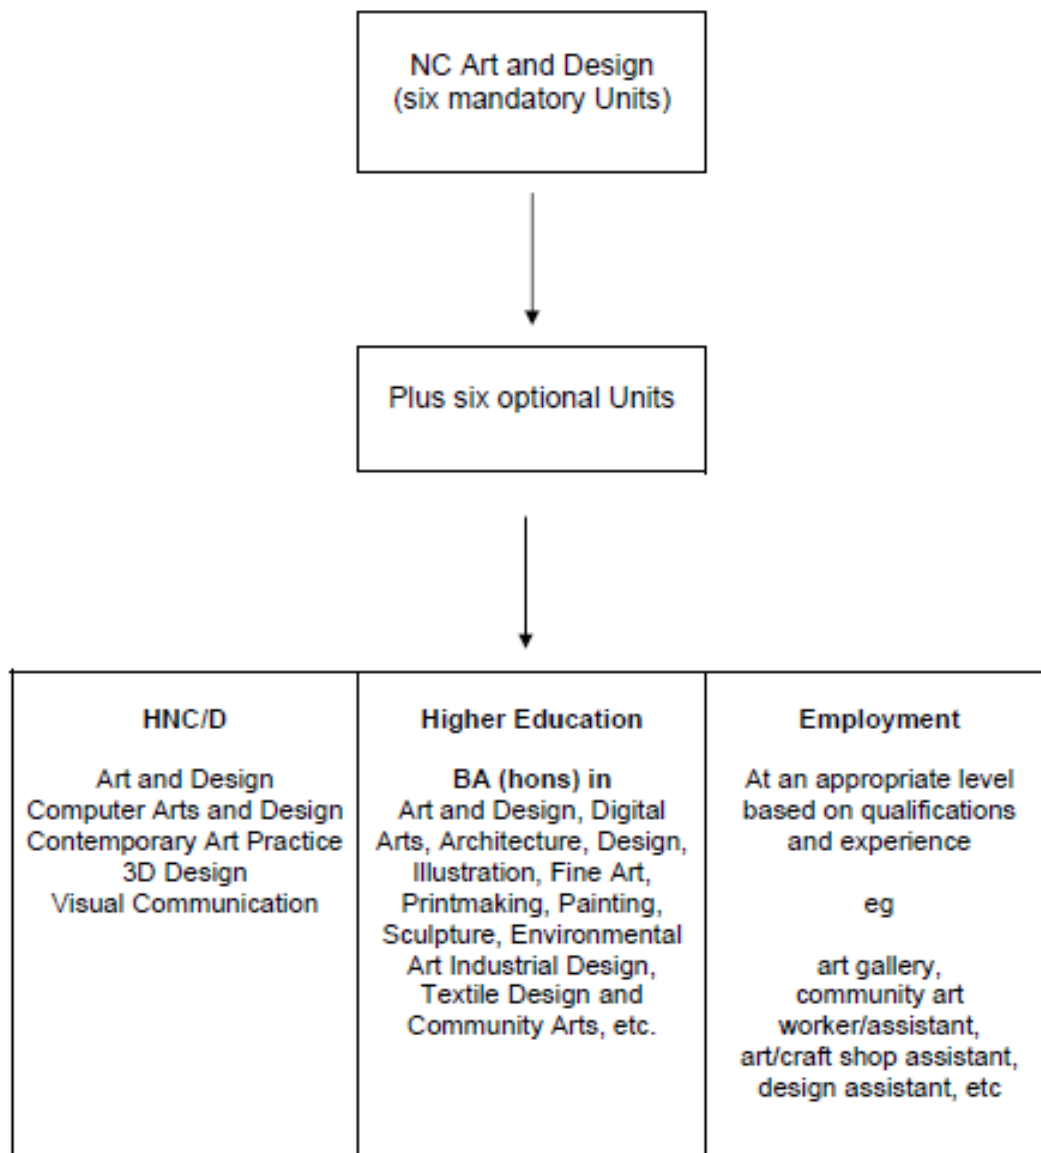 NC Art and Design
(six mandatory Units)
Plus six optional Units
HNC/D
Art and Design
Computer Arts and Design
Contemporary Art Practice
3D Design
Visual Communication
Higher Education
BA (hons) in
Art and Design, Digital
Arts, Architecture, Design,
Illustration, Fine Art,
Printmaking, Painting,
Sculpture, Environmental
Art Industrial Design,
Textile Design and
Community Arts, etc.
Employment
At an appropriate level
based on qualifications
and experience
eg
art gallery,
community art
worker/assistant,
art/craft shop assistant,
design assistant, etc